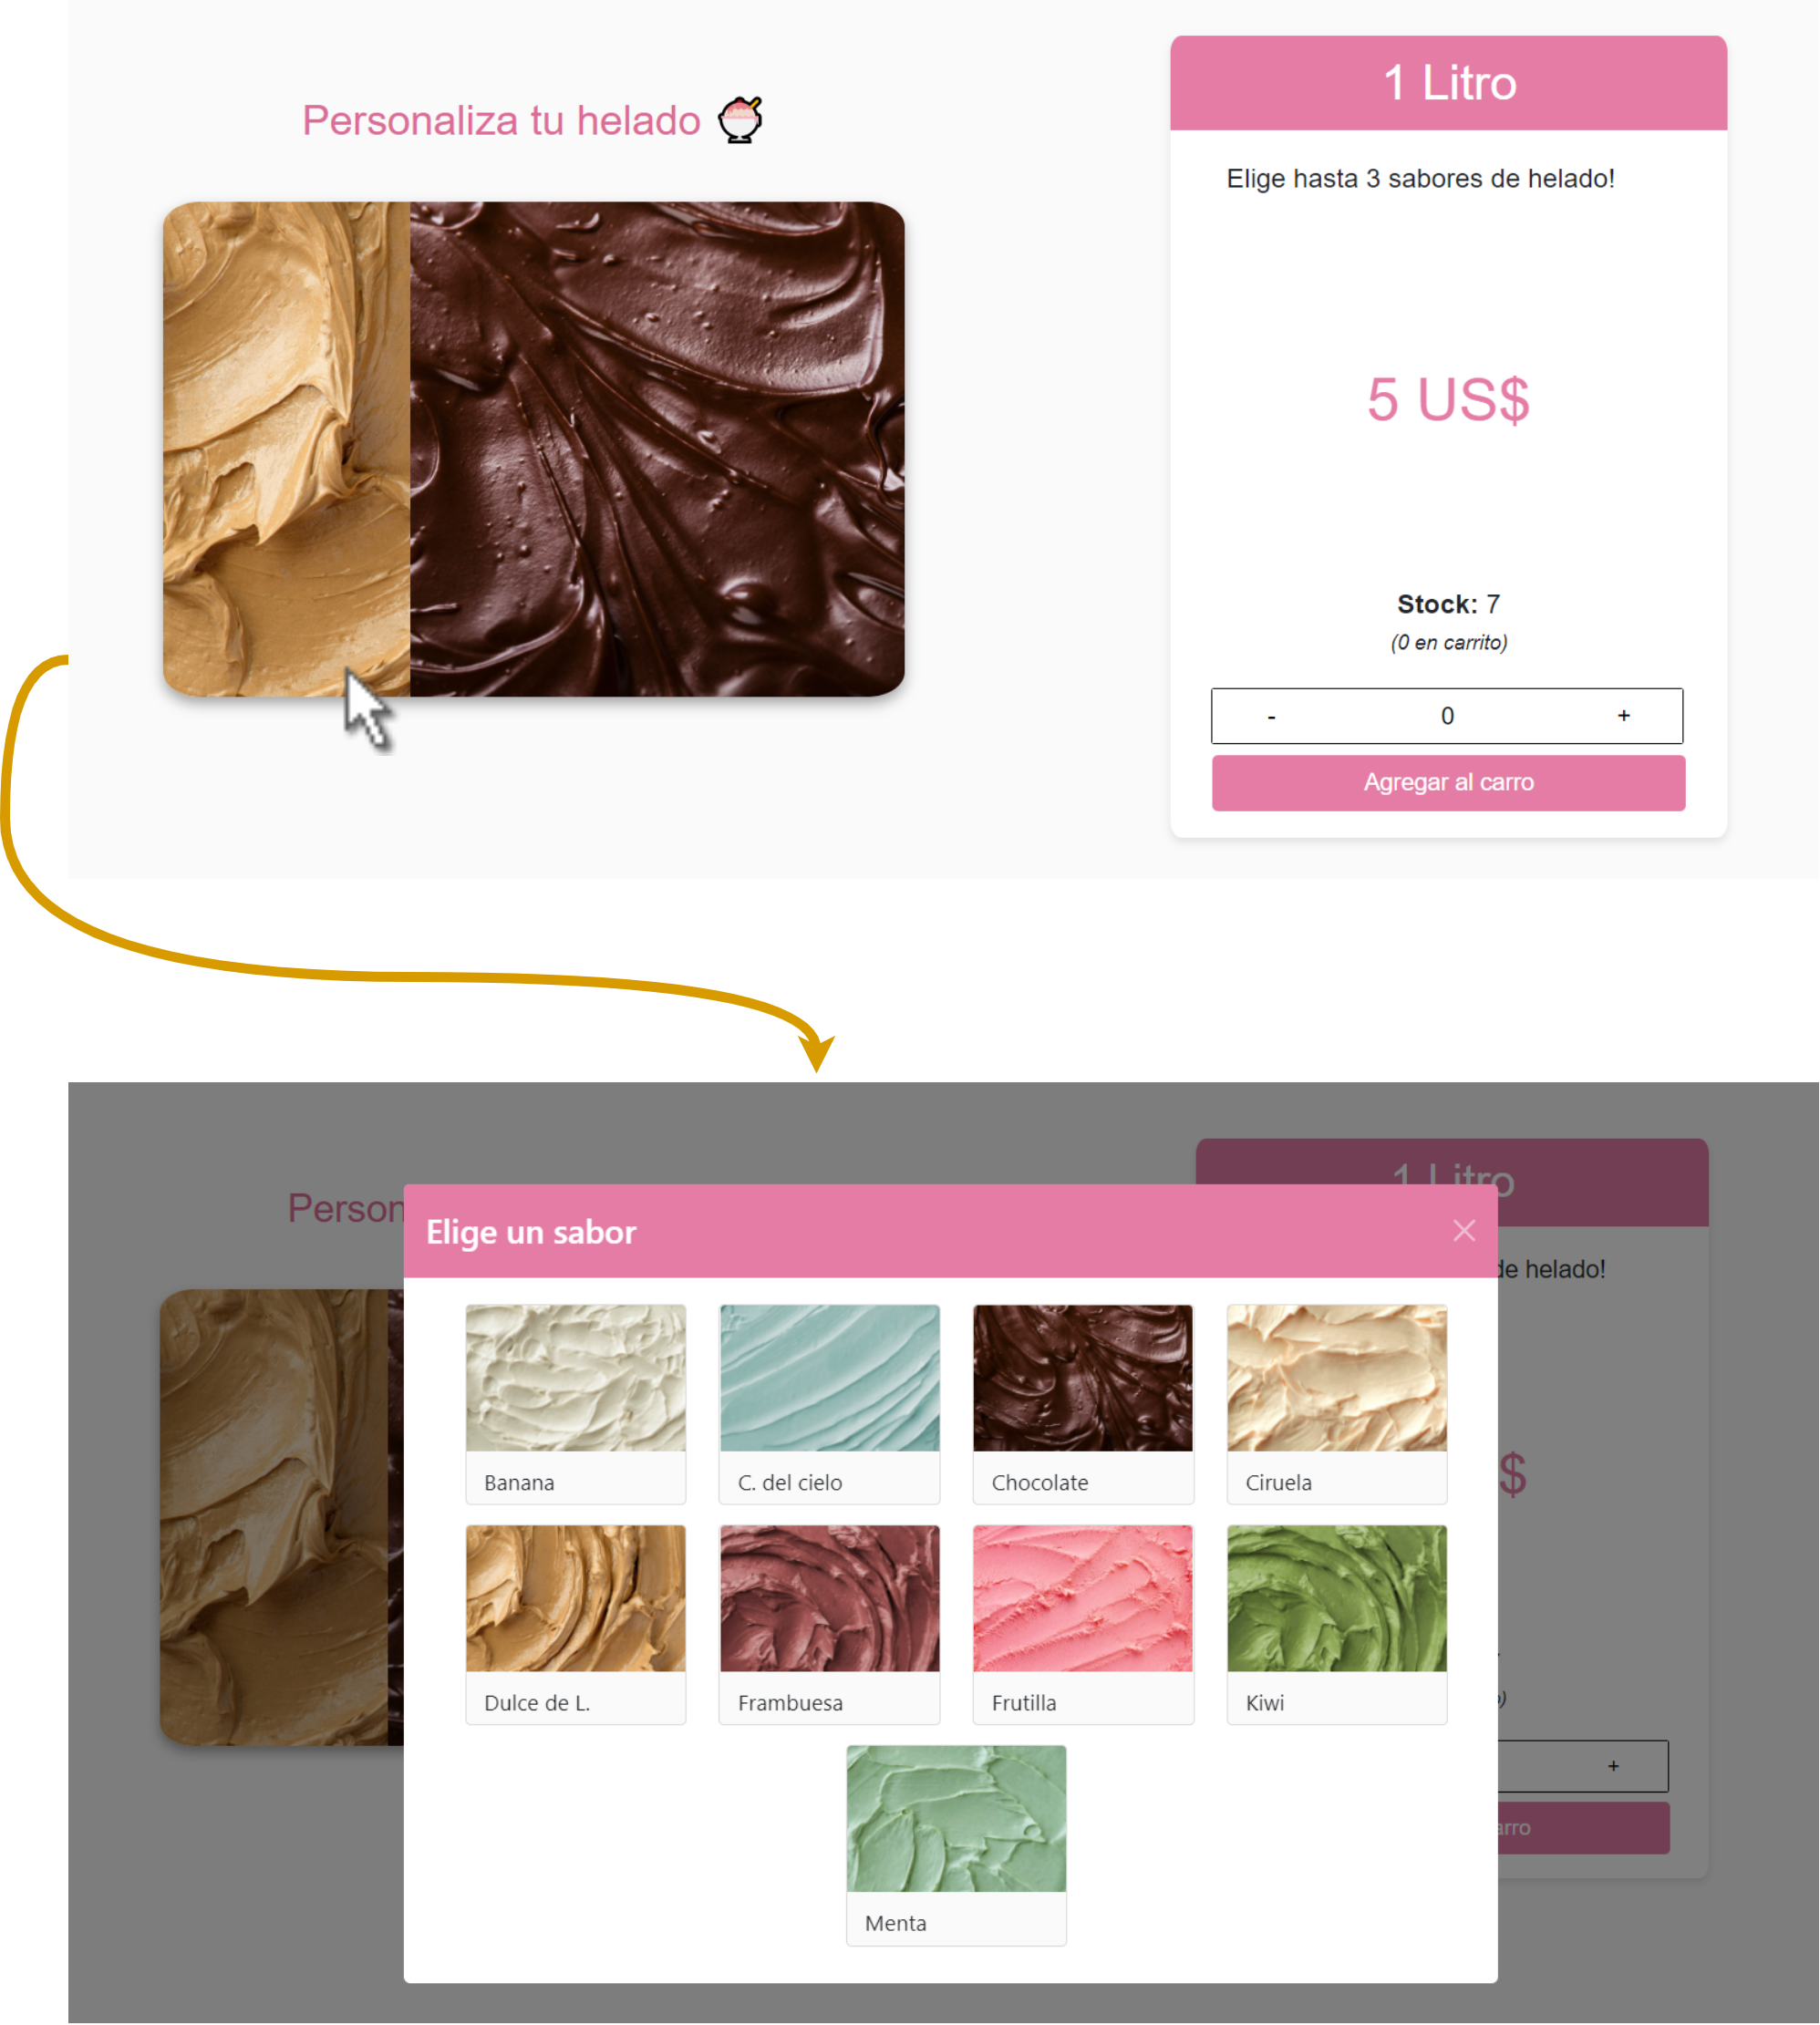 Personaliza tu helado
1 Litro
Elige hasta 3 sabores de helado!
5 US$
Stock: 7
(0 en carrito)
- 0 +
Agregar al carro
Person
1 Litro
Elige un sabor
de helado!
Banana
C. del cielo
Chocolate
Ciruela
$
Dulce de L.
Frambuesa
Frutilla
Kiwi
)
+
arro
Menta